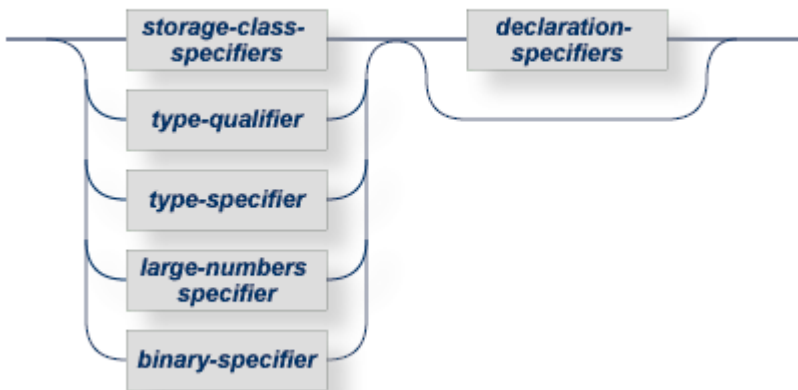 storage-class-
specifiers
declaration-
specifiers
type-qualifier
type-specifier
large-numbers
specifier
binary-specifier